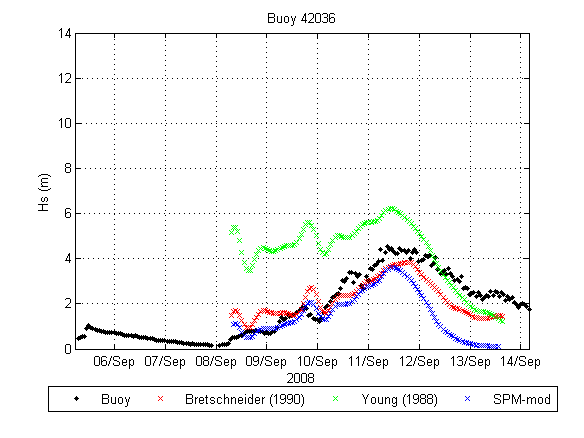 Buoy 42036
14
12
10
8
6
4
2
0
Hs (m)
06/Sep 07/Sep 08/Sep 09/Sep 10/Sep 11/Sep 12/Sep 13/Sep 14/Sep
2008
Buoy Bretschneider (1990) Young (1988) SPM-mod